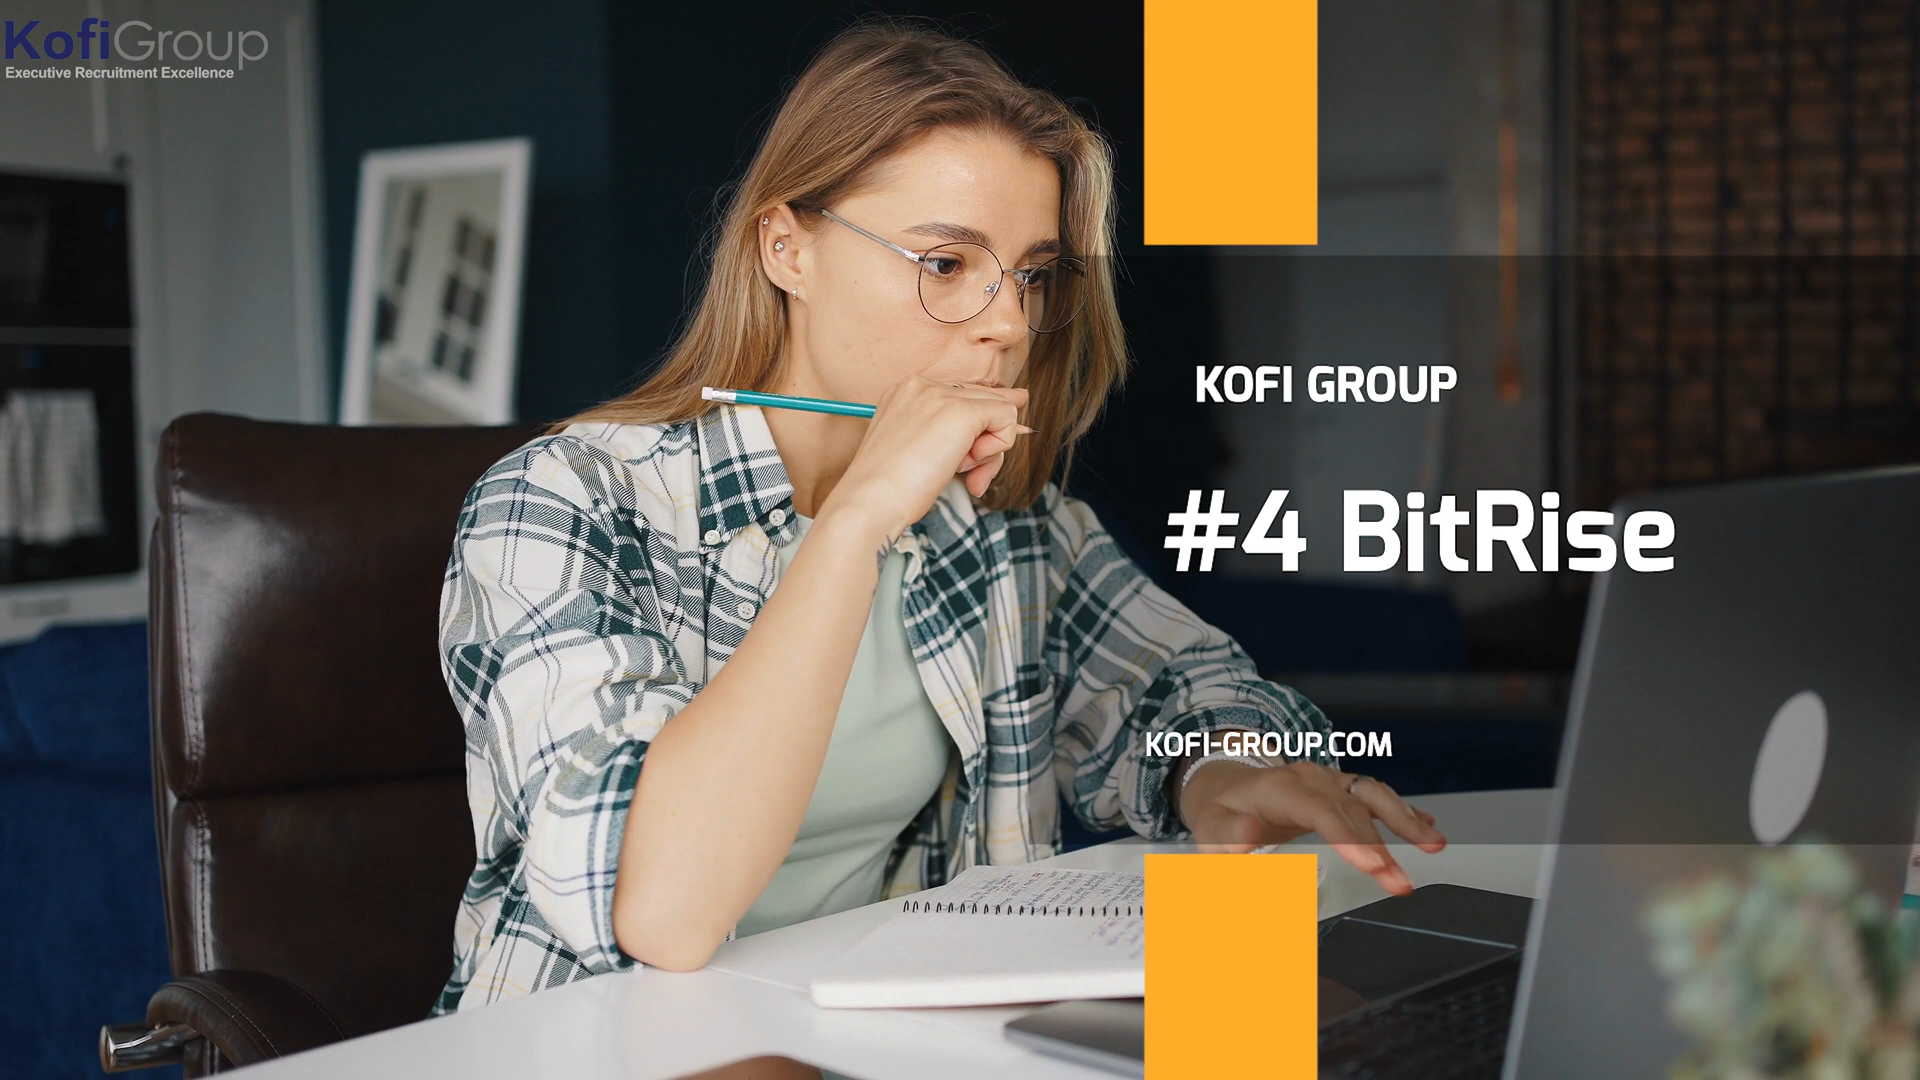 KofiGroup
Executive Recruitment Excellence
KOFI GROUP
#4 BitRise
KOFI-GROUP.COM